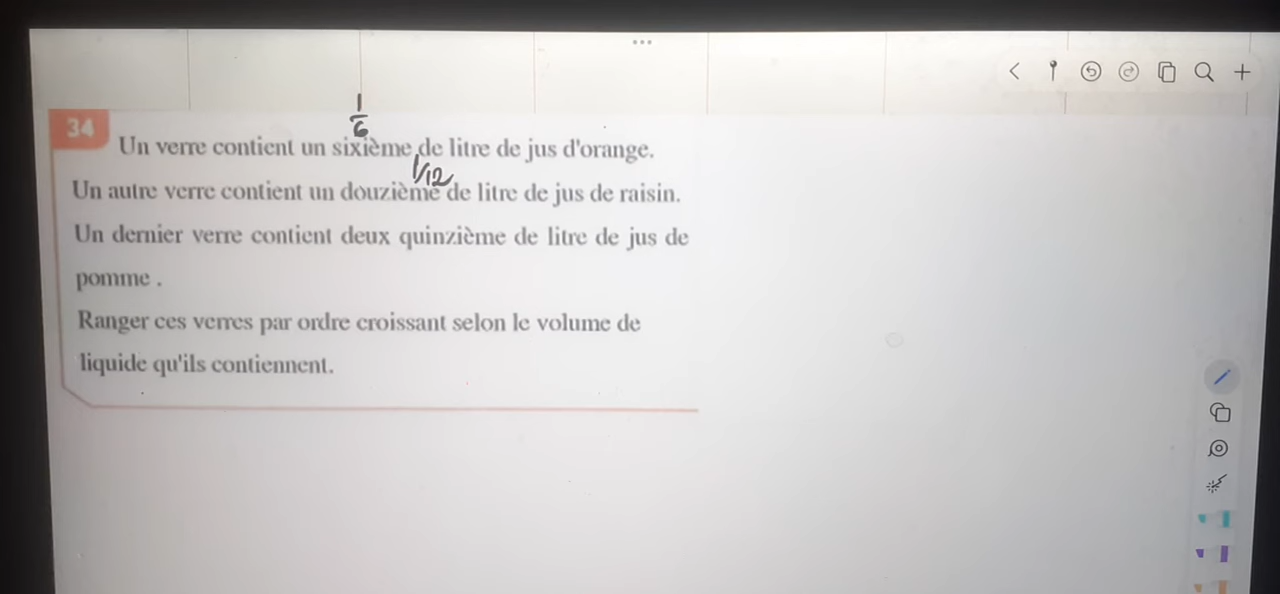 1/6
34
Un verre contient un sixième de litre de jus d'orange.
1/12
Un autre verre contient un douzième de litre de jus de raisin.
Un dernier verre contient deux quinzième de litre de jus de
pomme .
Ranger ces verres par ordre croissant selon le volume de
liquide qu'ils contiennent.